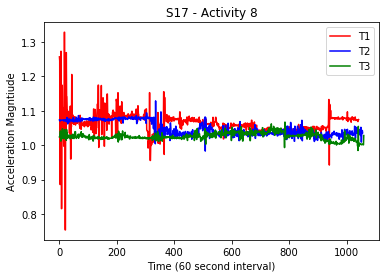 S17 - Activity 8
T1
T2
T3
Acceleration Magntiude
1.3
1.2
1.1
1.0
0.9
0.8
0
200
400
600
800
1000
Time (60 second interval)